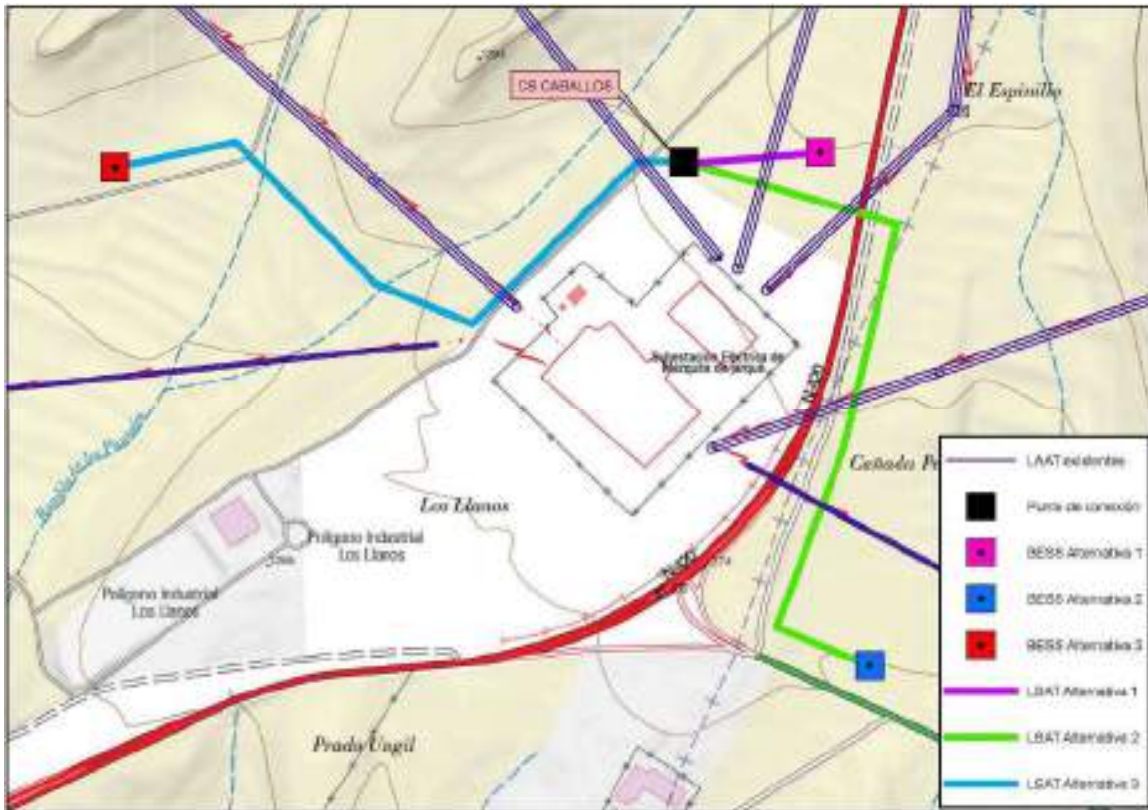 CS CABALLOS
El Espinillo
Subestación Eléctrica de
Cañada
Los Llanos
Polígono Industrial
Los Llanos
Polígono Industrial
Los Llanos
Prado Ungil
LAAT existentes
Punto de conexión
BESS Alternativa 1
BESS Alternativa 2
BESS Alternativa 3
LSAT Alternativa 1
LSAT Alternativa 2
LSAT Alternativa 3